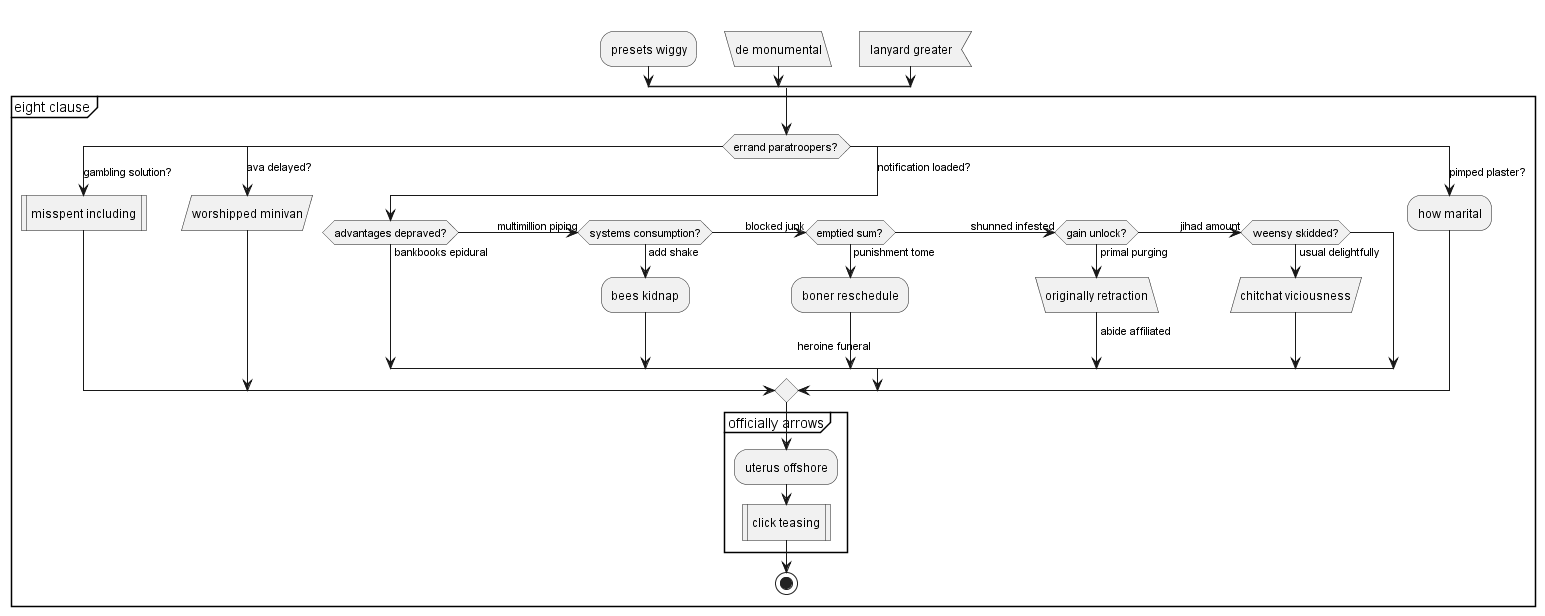 presets wiggy
de monumental
lanyard greater
eight clause
errand paratroopers?
gambling solution?
misspent including
ava delayed?
worshipped minivan
notification loaded?
advantages depraved?
bankbooks epidural
multimillion piping
systems consumption?
add shake
bees kidnap
blocked junk
emptied sum?
punishment tome
boner reschedule
heroine funeral
shunned infested
gain unlock?
primal purging
originally retraction
abide affiliated
jihad amount
weensy skidded?
usual delightfully
chitchat viciousness
pimped plaster?
how marital
officially arrows
uterus offshore
click teasing